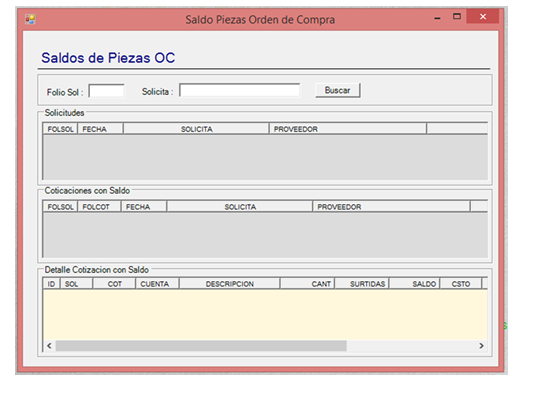 Saldo Piezas Orden de Compra
Saldos de Piezas OC
Folio Sol : Solicita : Buscar
Solicitudes
FOLSOL FECHA SOLICITA PROVEEDOR
Coticaciones con Saldo
FOLSOL FOLCOT FECHA SOLICITA PROVEEDOR
Detalle Cotizacion con Saldo
ID SOL COT CUENTA DESCRIPCION CANT SURTIDAS SALDO CSTO
s